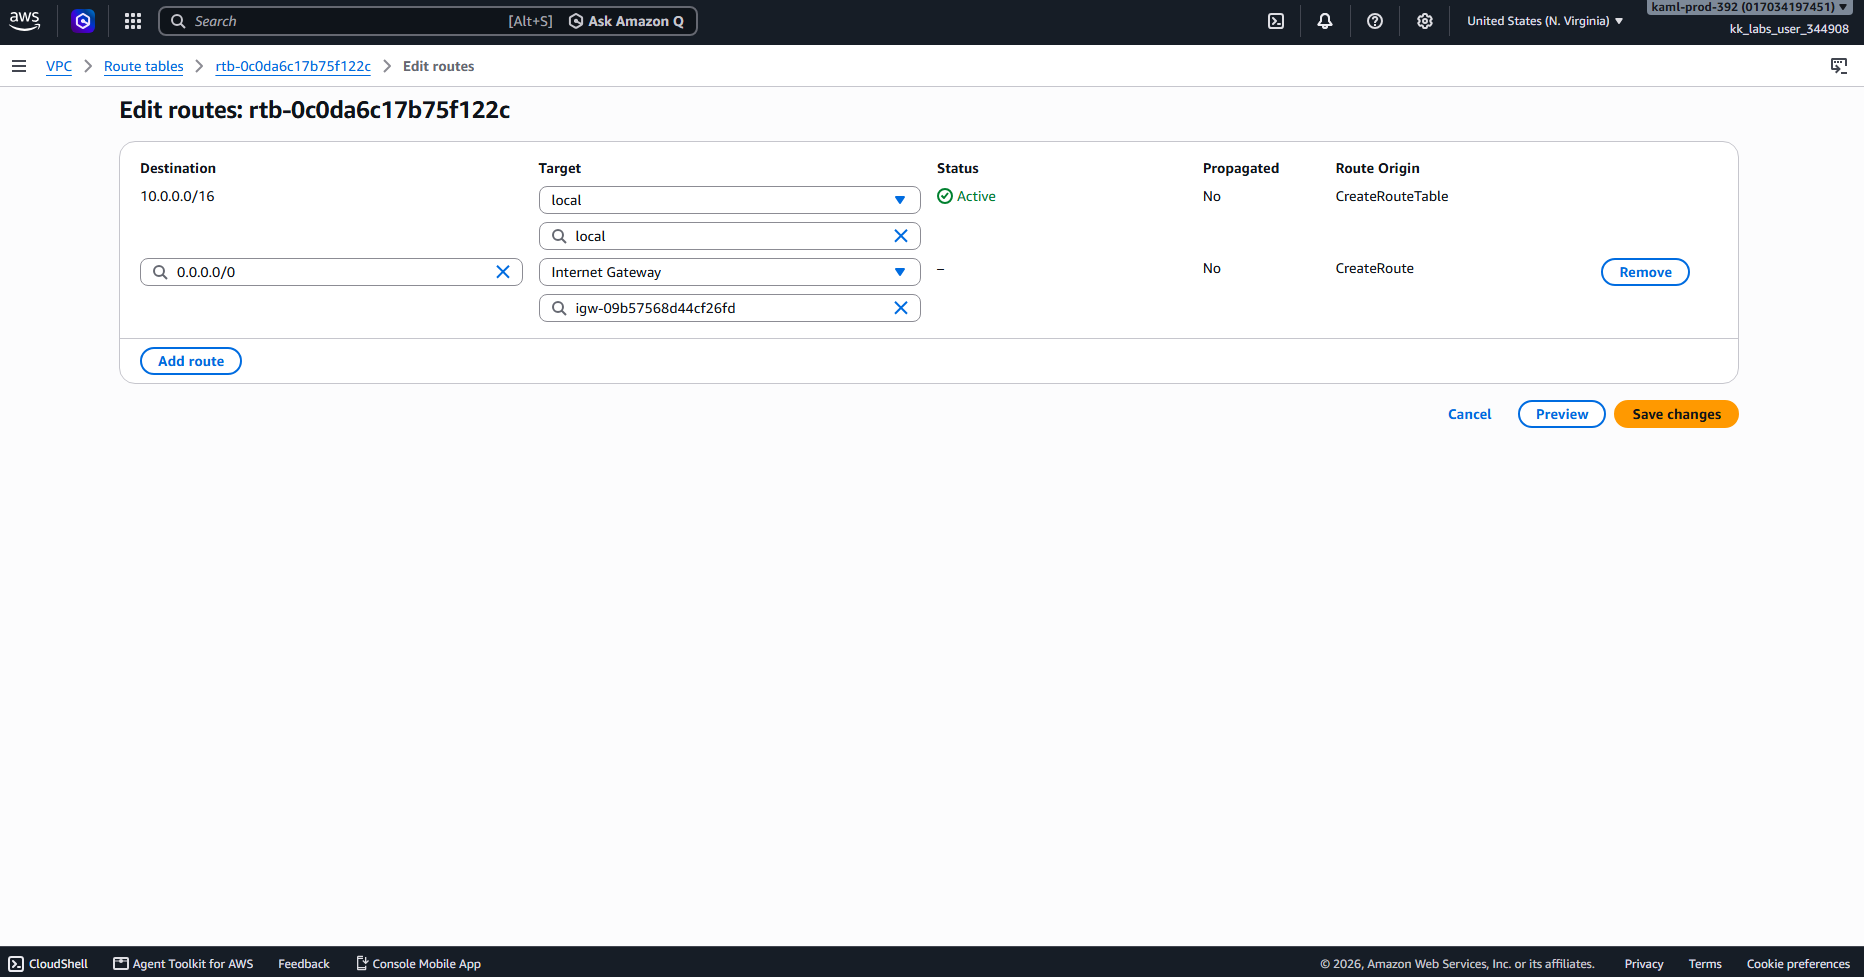 aws
Search [Alt+S] Ask Amazon Q
United States (N. Virginia)
kaml-prod-392 (017034197451)
kk_labs_user_344908
VPC Route tables rtb-0c0da6c17b75f122c Edit routes
Edit routes: rtb-0c0da6c17b75f122c
Destination Target Status Propagated Route Origin
10.0.0.0/16 local Active No CreateRouteTable
local
0.0.0.0/0 Internet Gateway – No CreateRoute Remove
igw-09b57568d44cf26fd
Add route
Cancel Preview Save changes
CloudShell Agent Toolkit for AWS Feedback Console Mobile App © 2026, Amazon Web Services, Inc. or its affiliates. Privacy Terms Cookie preferences